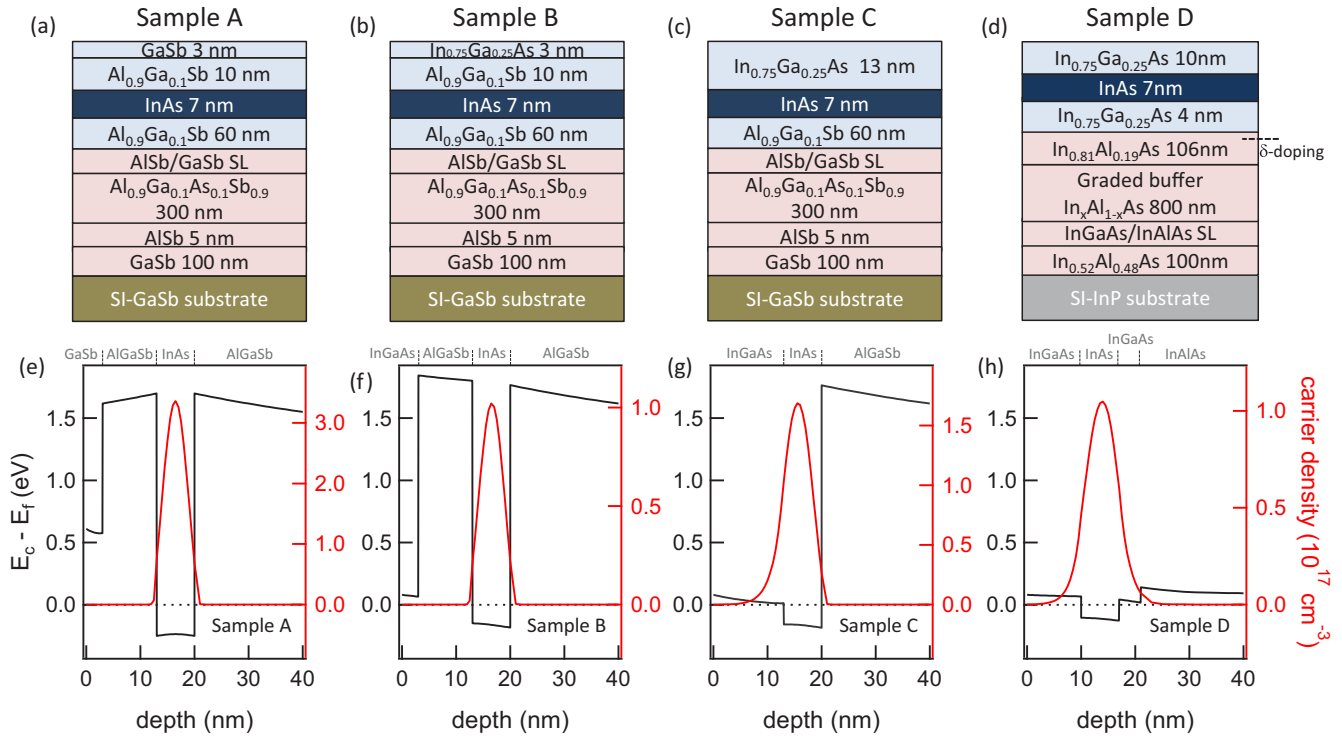 Sample A
Sample B
Sample C
Sample D
(a)
GaSb 3 nm
Al0.9Ga0.1Sb 10 nm
InAs 7 nm
Al0.9Ga0.1Sb 60 nm
AlSb/GaSb SL
Al0.9Ga0.1As0.1Sb0.9
300 nm
AlSb 5 nm
GaSb 100 nm
SI-GaSb substrate
(b)
In0.75Ga0.25As 3 nm
Al0.9Ga0.1Sb 10 nm
InAs 7 nm
Al0.9Ga0.1Sb 60 nm
AlSb/GaSb SL
Al0.9Ga0.1As0.1Sb0.9
300 nm
AlSb 5 nm
GaSb 100 nm
SI-GaSb substrate
(c)
In0.75Ga0.25As 13 nm
InAs 7 nm
Al0.9Ga0.1Sb 60 nm
AlSb/GaSb SL
Al0.9Ga0.1As0.1Sb0.9
300 nm
AlSb 5 nm
GaSb 100 nm
SI-GaSb substrate
(d)
In0.75Ga0.25As 10nm
InAs 7nm
In0.75Ga0.25As 4 nm
δ-doping
In0.81Al0.19As 106nm
Graded buffer
InxAl1-xAs 800 nm
InGaAs/InAlAs SL
In0.52Al0.48As 100nm
SI-InP substrate
GaSb AlGaSb InAs AlGaSb
(e)
Ec - Ef (eV)
1.5
1.0
0.5
0.0
3.0
2.0
1.0
0.0
Sample A
0 10 20 30 40
depth (nm)
InGaAs AlGaSb InAs AlGaSb
(f)
1.5
1.0
0.5
0.0
1.0
0.5
0.0
Sample B
0 10 20 30 40
depth (nm)
InGaAs InAs AlGaSb
(g)
1.5
1.0
0.5
0.0
1.5
1.0
0.5
0.0
Sample C
0 10 20 30 40
depth (nm)
InGaAs
InGaAs InAs InAlAs
(h)
1.5
1.0
0.5
0.0
1.0
0.5
0.0
Sample D
0 10 20 30 40
depth (nm)
carrier density (10^17 cm^-3)